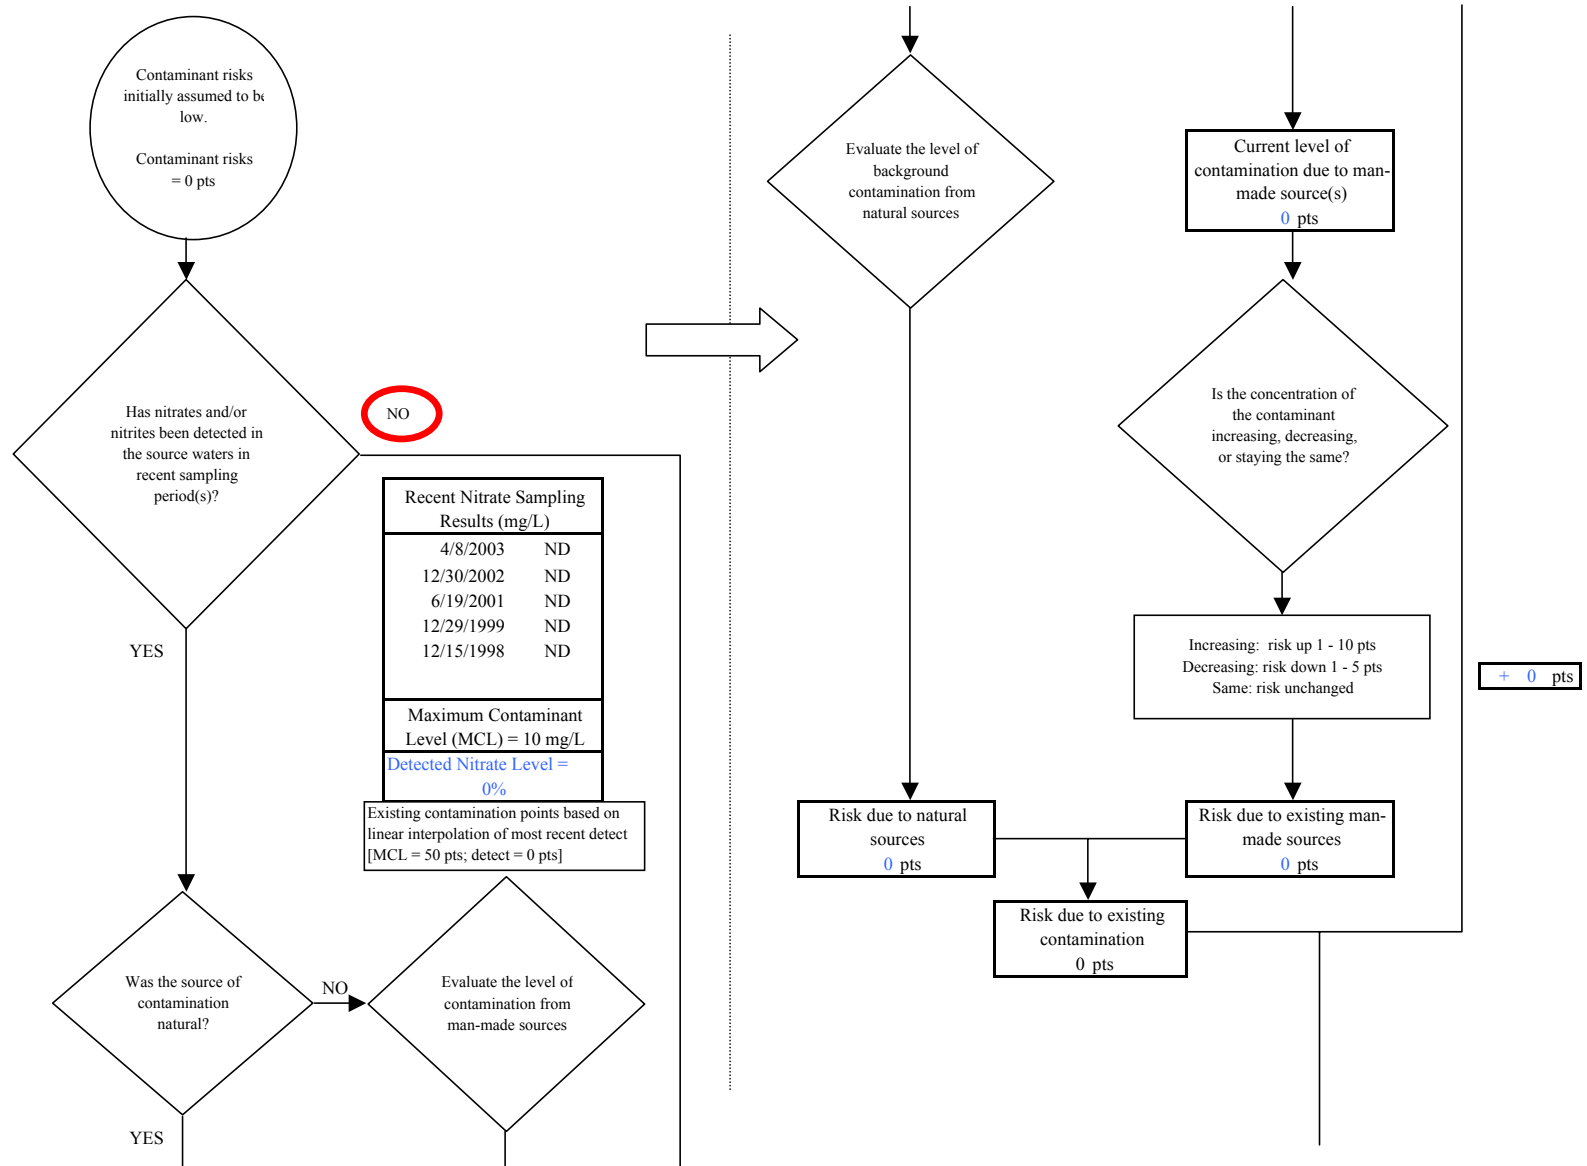 Contaminant risks
initially assumed to be
low.
Contaminant risks
= 0 pts
Has nitrates and/or
nitrites been detected in
the source waters in
recent sampling
period(s)?
NO
YES
Recent Nitrate Sampling
Results (mg/L)
4/8/2003 ND
12/30/2002 ND
6/19/2001 ND
12/29/1999 ND
12/15/1998 ND
Maximum Contaminant
Level (MCL) = 10 mg/L
Detected Nitrate Level =
0%
Existing contamination points based on
linear interpolation of most recent detect
[MCL = 50 pts; detect = 0 pts]
Was the source of
contamination
natural?
NO
YES
Evaluate the level of
contamination from
man-made sources
Evaluate the level of
background
contamination from
natural sources
Current level of
contamination due to man-
made source(s)
0 pts
Is the concentration of
the contaminant
increasing, decreasing,
or staying the same?
Increasing: risk up 1 - 10 pts
Decreasing: risk down 1 - 5 pts
Same: risk unchanged
+ 0 pts
Risk due to natural
sources
0 pts
Risk due to existing man-
made sources
0 pts
Risk due to existing
contamination
0 pts